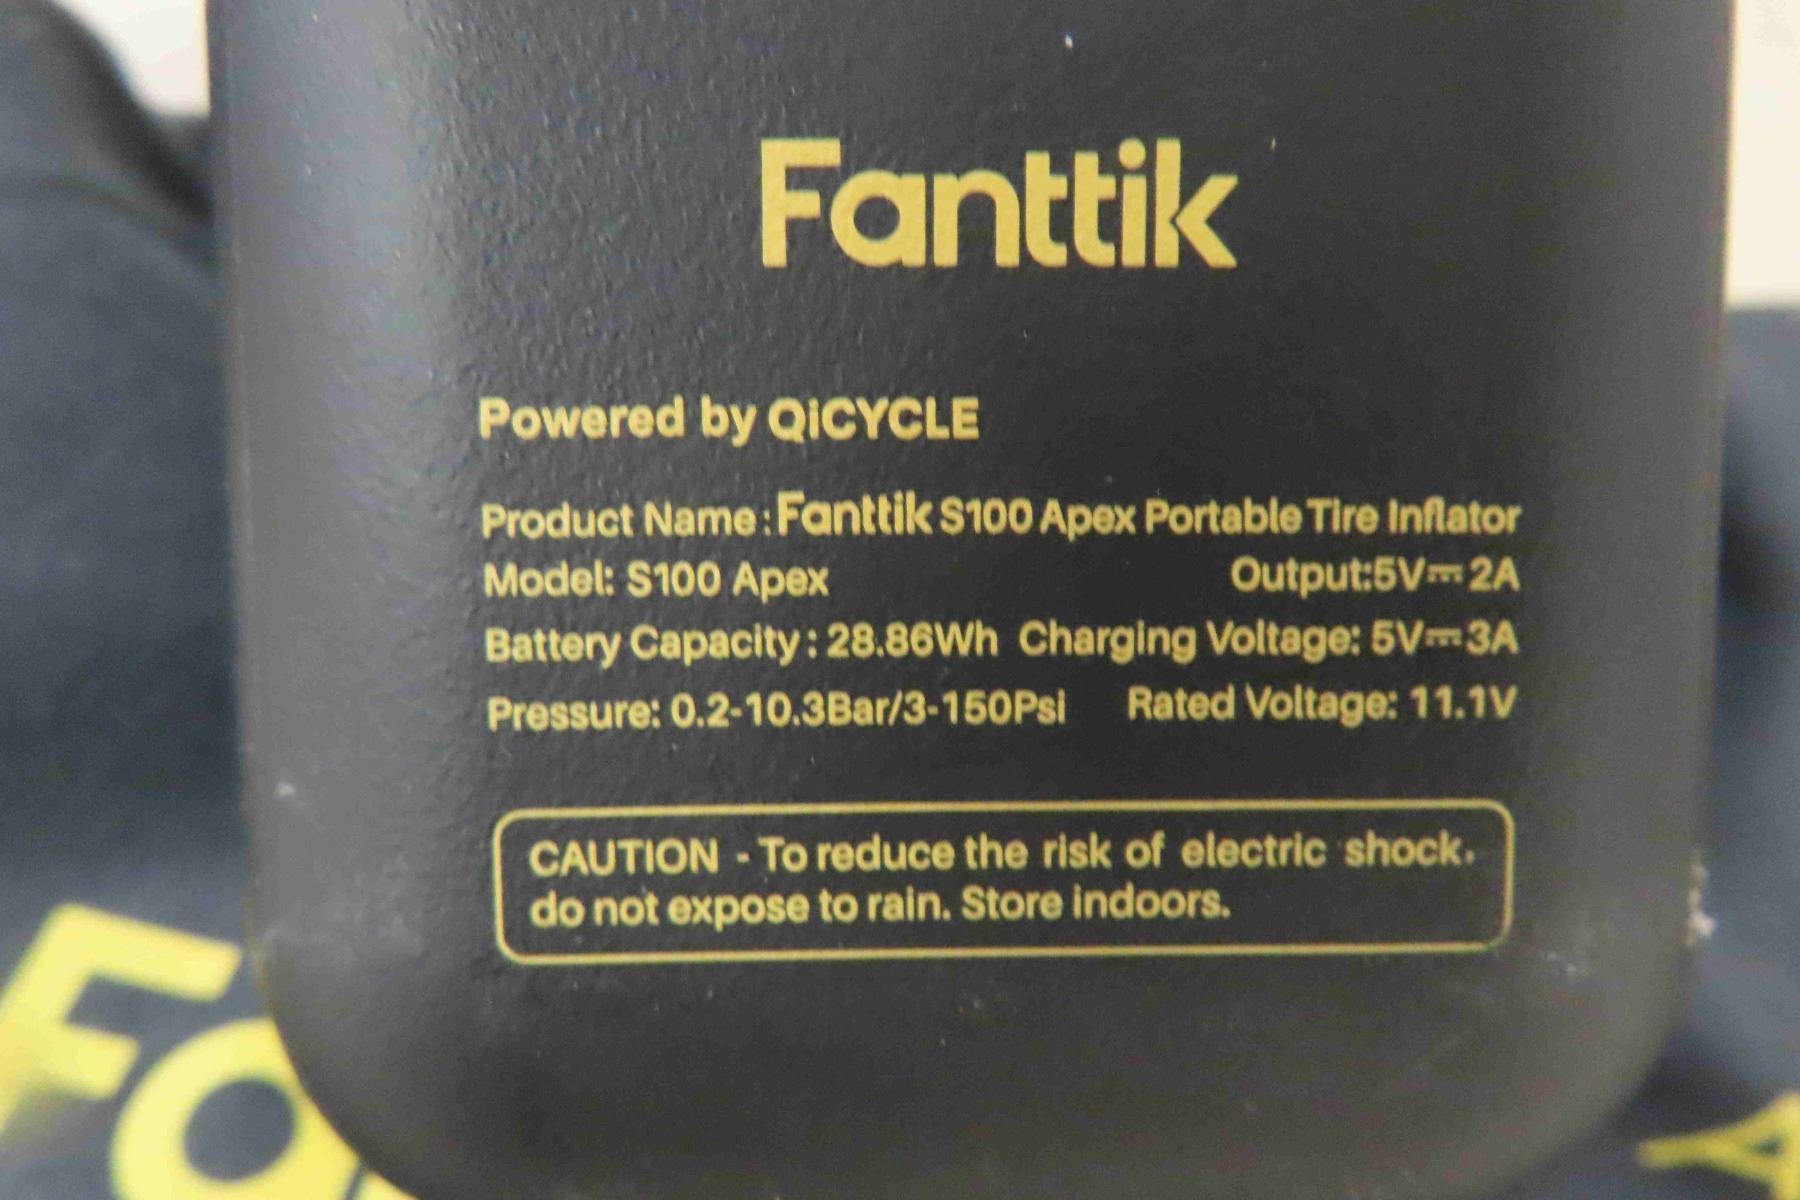 Fanttik
Powered by QiCYCLE
Product Name: Fanttik S100 Apex Portable Tire Inflator
Model: S100 Apex Output:5V⎓2A
Battery Capacity: 28.86Wh Charging Voltage: 5V⎓3A
Pressure: 0.2-10.3Bar/3-150Psi Rated Voltage: 11.1V
CAUTION - To reduce the risk of electric shock.
do not expose to rain. Store indoors.